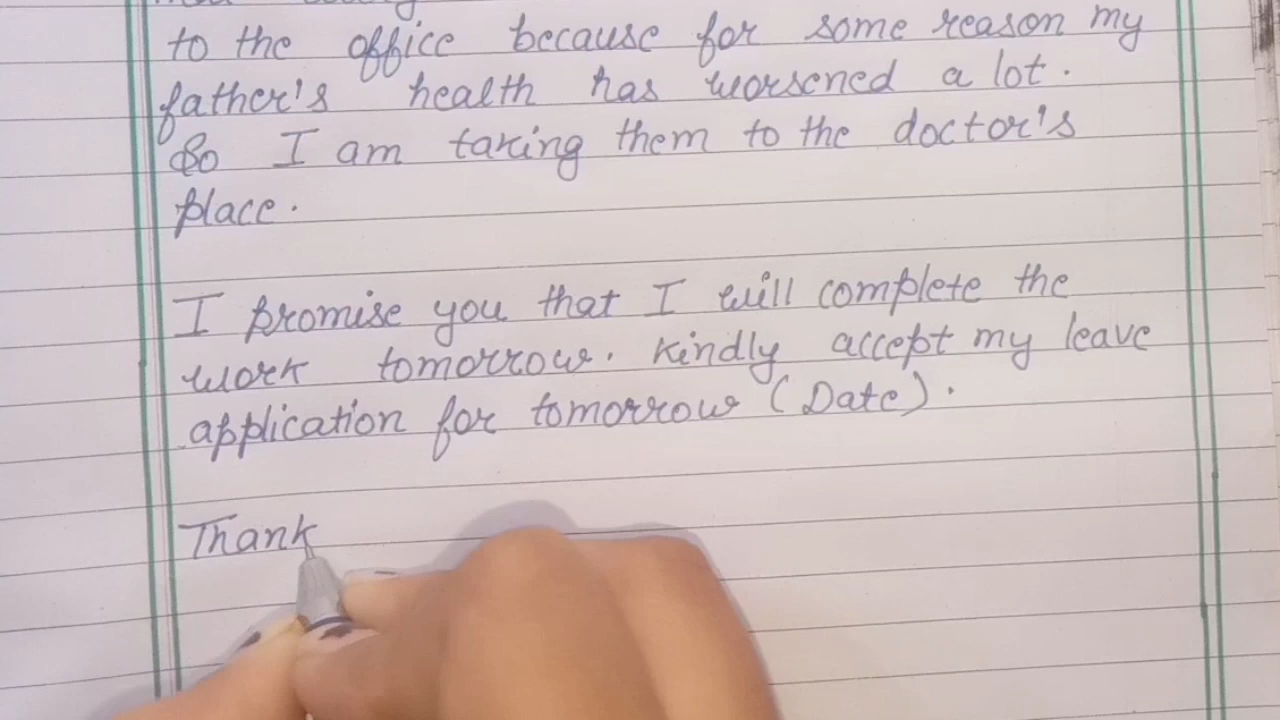 to the office because for some reason my
father's health has worsened a lot.
So I am taking them to the doctor's
place.
I promise you that I will complete the
work tomorrow. Kindly accept my leave
application for tomorrow (Date).
Thank